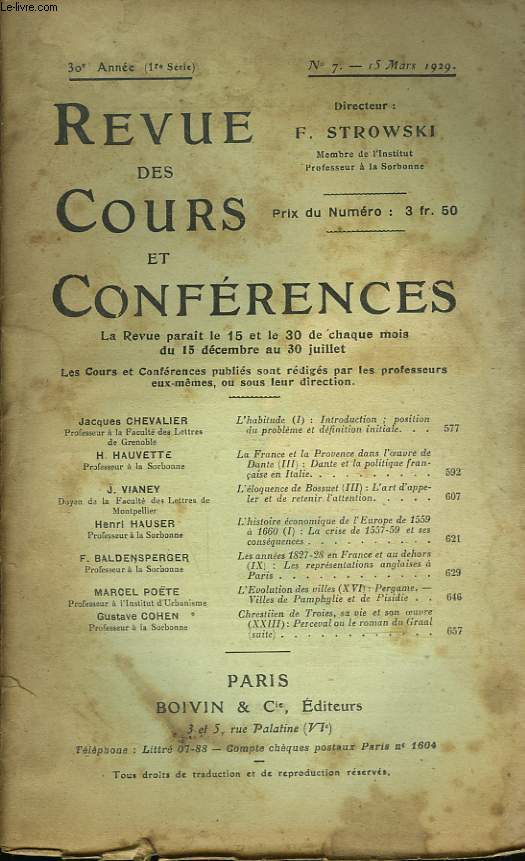 Le-livre.com
30e Année (1re Série)
No 7. — 15 Mars 1929.
REVUE
DES
COURS
ET
CONFÉRENCES
Directeur :
F. STROWSKI
Membre de l'Institut
Professeur à la Sorbonne
Prix du Numéro : 3 fr. 50
La Revue parait le 15 et le 30 de chaque mois
du 15 décembre au 30 juillet
Les Cours et Conférences publiés sont rédigés par les professeurs
eux-mêmes, ou sous leur direction.
Jacques CHEVALIER
Professeur à la Faculté des Lettres
de Grenoble
L'habitude (I) : Introduction ; position
du problème et définition initiale. . . 577
H. HAUVETTE
Professeur à la Sorbonne
La France et la Provence dans l'œuvre de
Dante (III) : Dante et la politique fran-
çaise en Italie. . . . . . . . . . . 592
J. VIANEY
Doyen de la Faculté des Lettres de
Montpellier
L'éloquence de Bossuet (III) : L'art d'appe-
ler et de retenir l'attention. . . . . 607
Henri HAUSER
Professeur à la Sorbonne
L'histoire économique de l'Europe de 1559
à 1660 (I) : La crise de 1557-59 et ses
conséquences . . . . . . . . . . . 621
F. BALDENSPERGER
Professeur à la Sorbonne
Les années 1827-28 en France et au dehors
(IX) : Les représentations anglaises à
Paris . . . . . . . . . . . . . . 629
MARCEL POËTE
Professeur à l'Institut d'Urbanisme
L'Evolution des villes (XVI) : Pergame. —
Villes de Pamphylie et de Pisidie . . 646
Gustave COHEN
Professeur à la Sorbonne
Chrestiien de Troies, sa vie et son œuvre
(XXIII) : Perceval ou le roman du Graal
(suite) . . . . . . . . . . . . . 657
PARIS
BOIVIN & Cie, Éditeurs
3 et 5, rue Palatine (VIe)
Téléphone : Littré 07-88 — Compte chèques postaux Paris no 1604
Tous droits de traduction et de reproduction réservés.